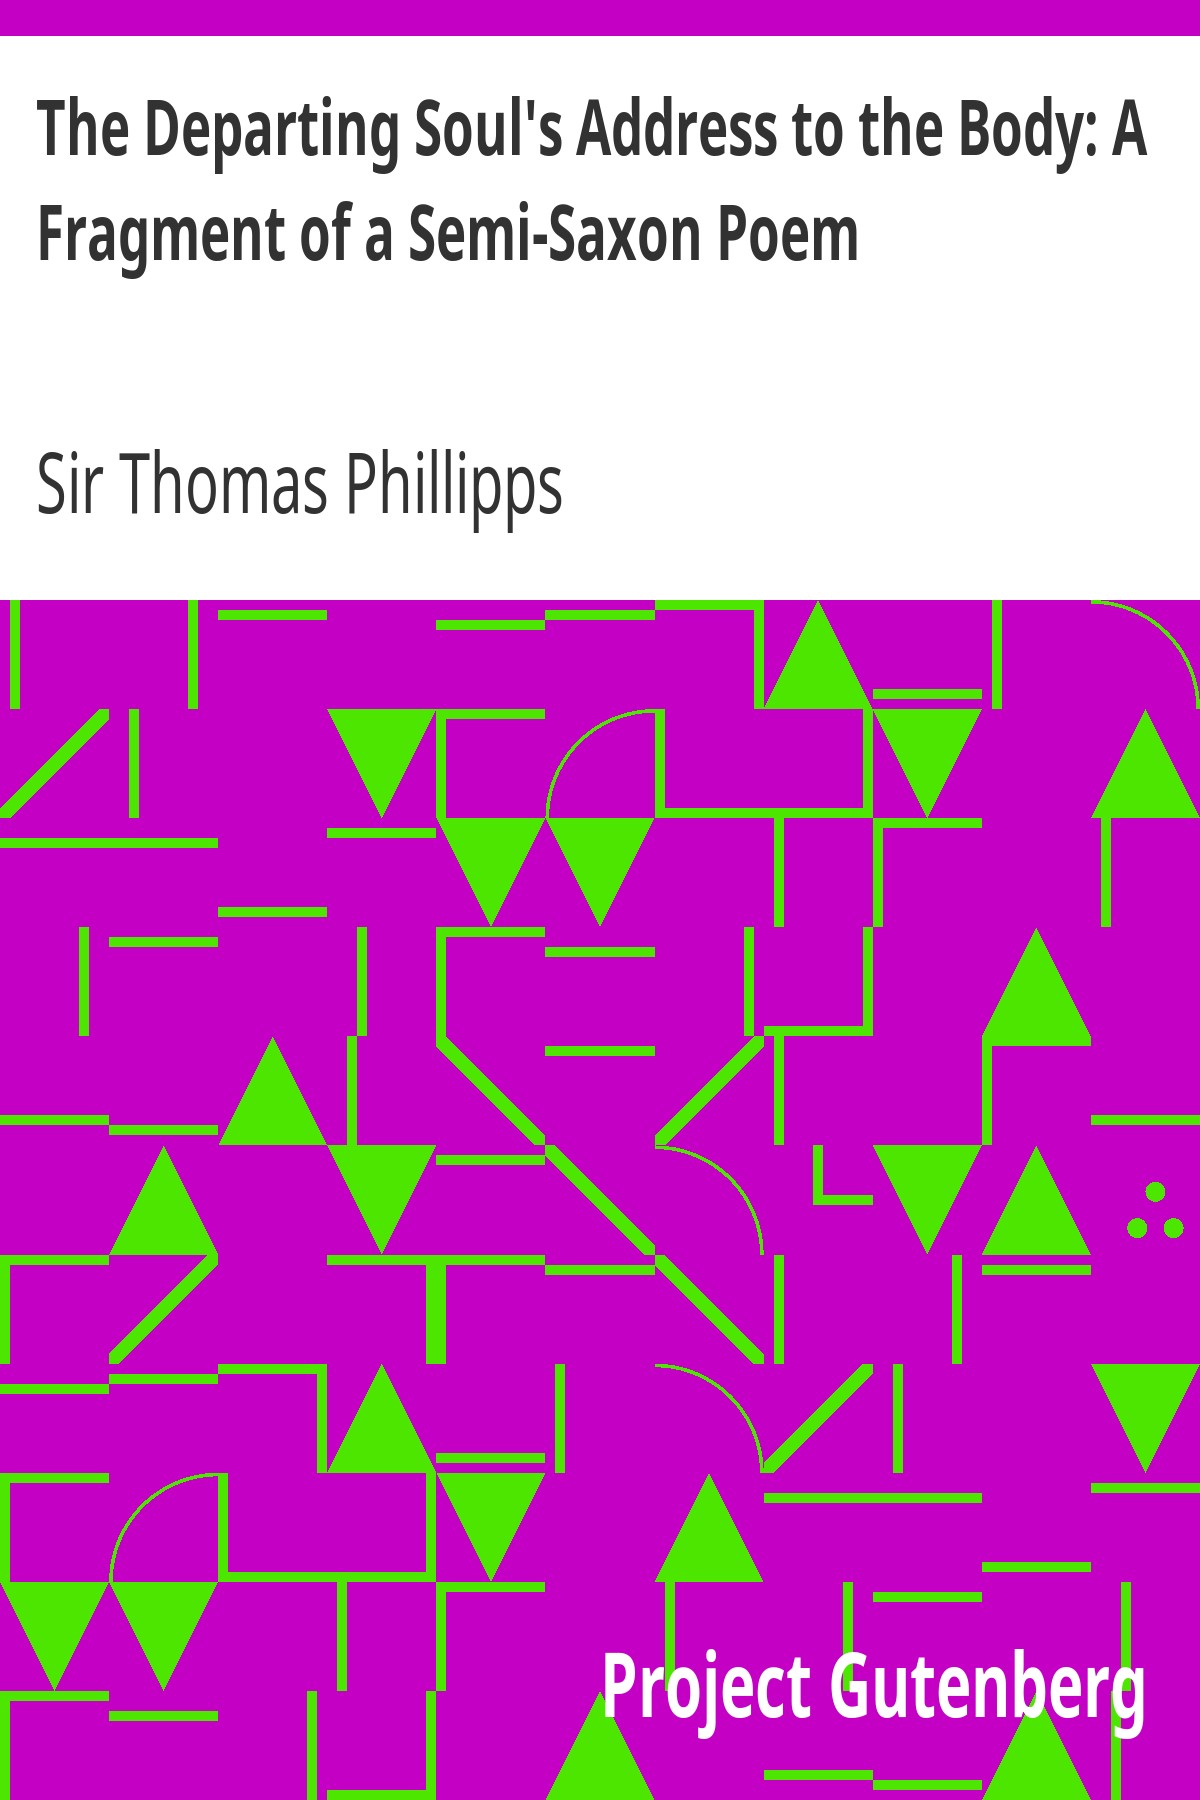 The Departing Soul's Address to the Body: A
Fragment of a Semi-Saxon Poem
Sir Thomas Phillipps
Project Gutenberg